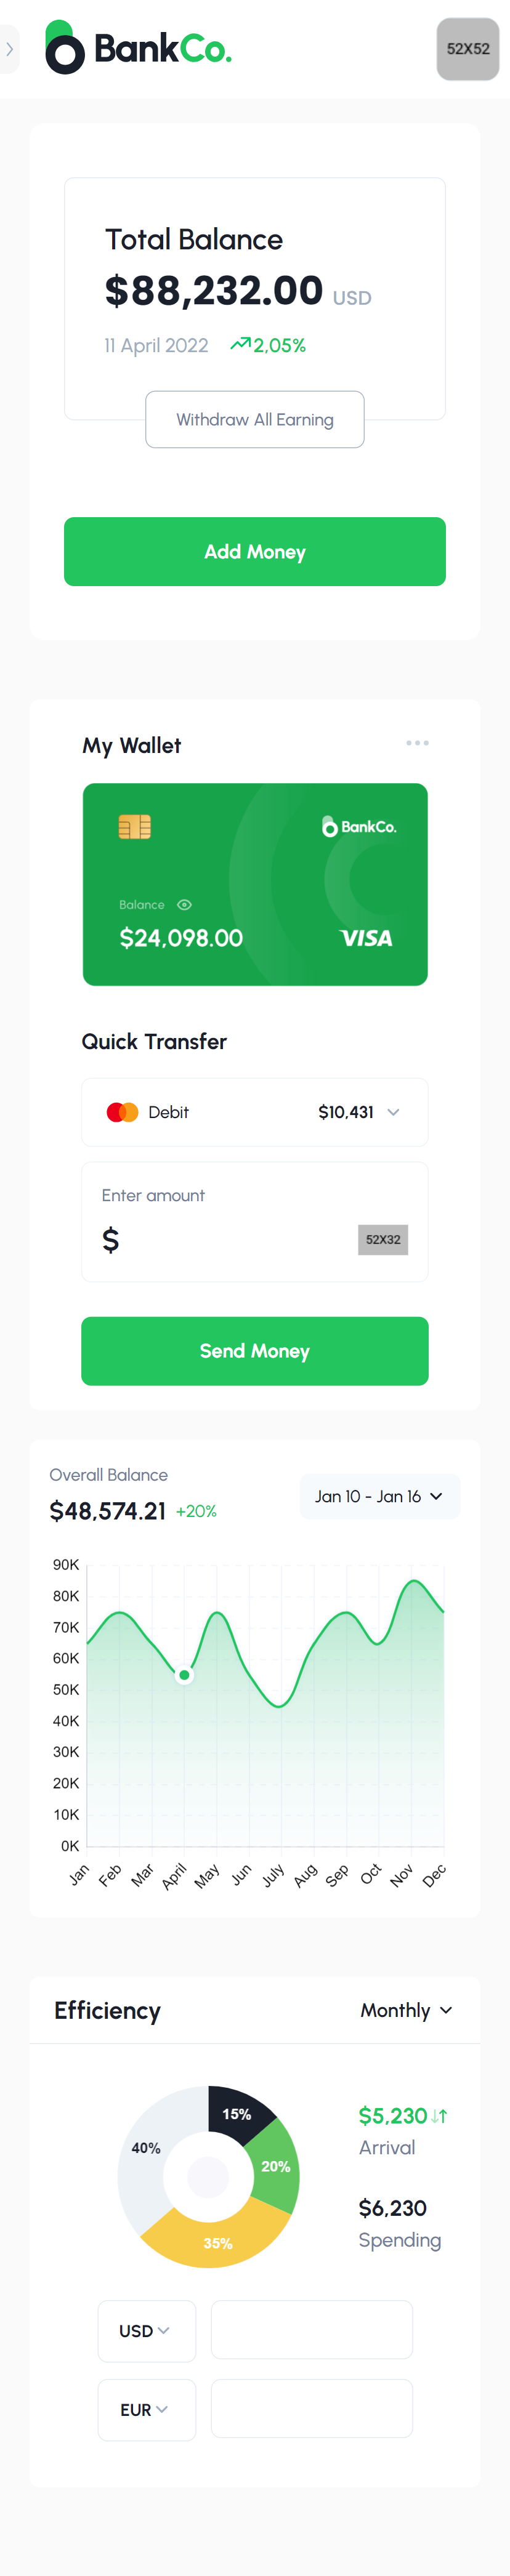 BankCo.
52X52
Total Balance
$88,232.00 USD
11 April 2022 2,05%
Withdraw All Earning
Add Money
My Wallet
BankCo.
Balance
$24,098.00
VISA
Quick Transfer
Debit $10,431
Enter amount
$
52X32
Send Money
Overall Balance
$48,574.21 +20%
Jan 10 - Jan 16
90K
80K
70K
60K
50K
40K
30K
20K
10K
0K
Jan Feb Mar April May Jun July Aug Sep Oct Nov Dec
Efficiency Monthly
15%
20%
35%
40%
$5,230
Arrival
$6,230
Spending
USD
EUR